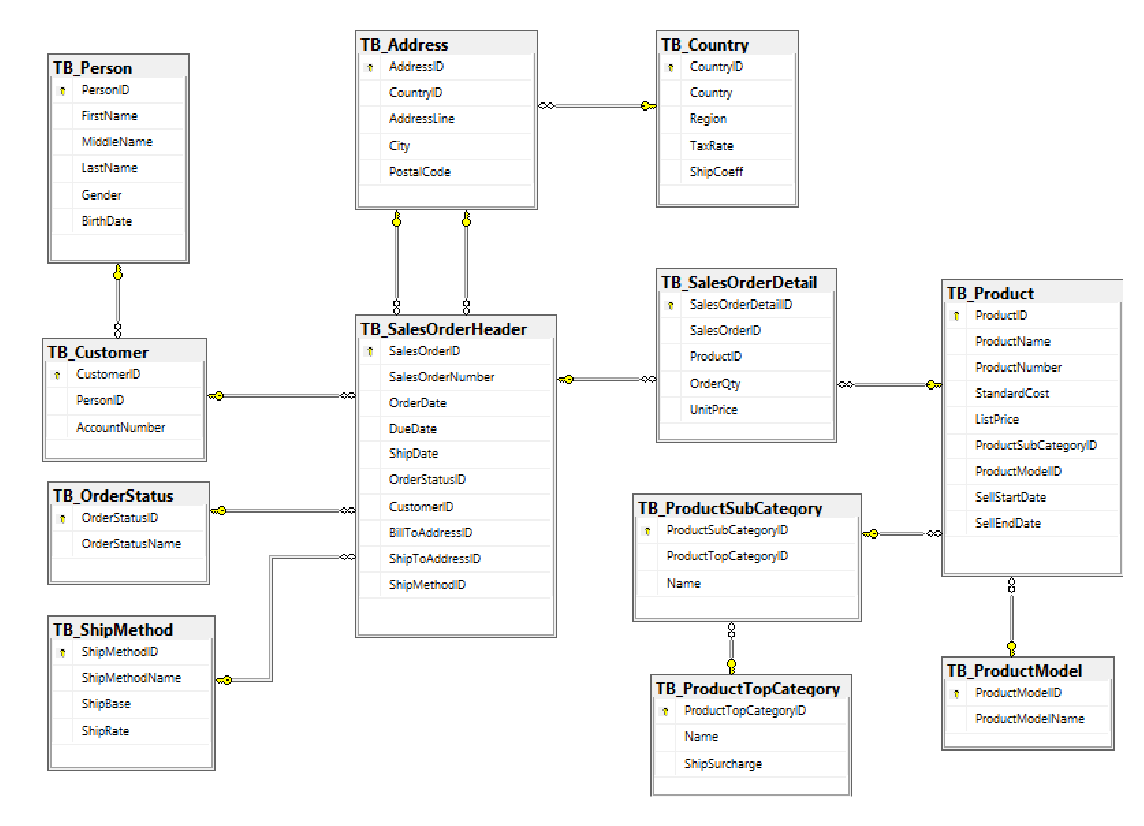 TB_Person
PersonID
FirstName
MiddleName
LastName
Gender
BirthDate
TB_Address
AddressID
CountryID
AddressLine
City
PostalCode
TB_Country
CountryID
Country
Region
TaxRate
ShipCoeff
TB_Customer
CustomerID
PersonID
AccountNumber
TB_OrderStatus
OrderStatusID
OrderStatusName
TB_ShipMethod
ShipMethodID
ShipMethodName
ShipBase
ShipRate
TB_SalesOrderHeader
SalesOrderID
SalesOrderNumber
OrderDate
DueDate
ShipDate
OrderStatusID
CustomerID
BillToAddressID
ShipToAddressID
ShipMethodID
TB_SalesOrderDetail
SalesOrderDetailID
SalesOrderID
ProductID
OrderQty
UnitPrice
TB_Product
ProductID
ProductName
ProductNumber
StandardCost
ListPrice
ProductSubCategoryID
ProductModelID
SellStartDate
SellEndDate
TB_ProductSubCategory
ProductSubCategoryID
ProductTopCategoryID
Name
TB_ProductTopCategory
ProductTopCategoryID
Name
ShipSurcharge
TB_ProductModel
ProductModelID
ProductModelName